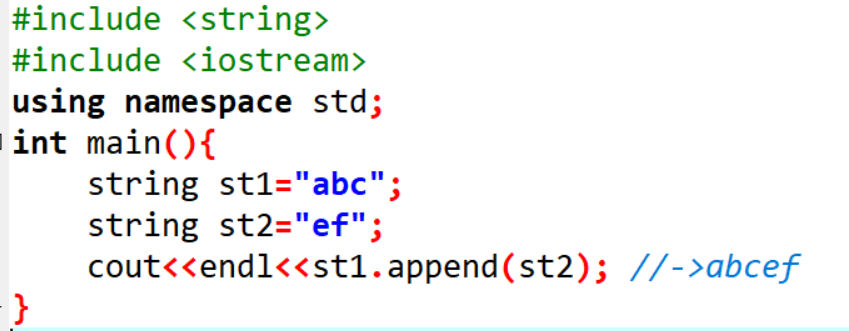 #include <string>
#include <iostream>
using namespace std;
int main(){
    string st1="abc";
    string st2="ef";
    cout<<endl<<st1.append(st2); //->abcef
}